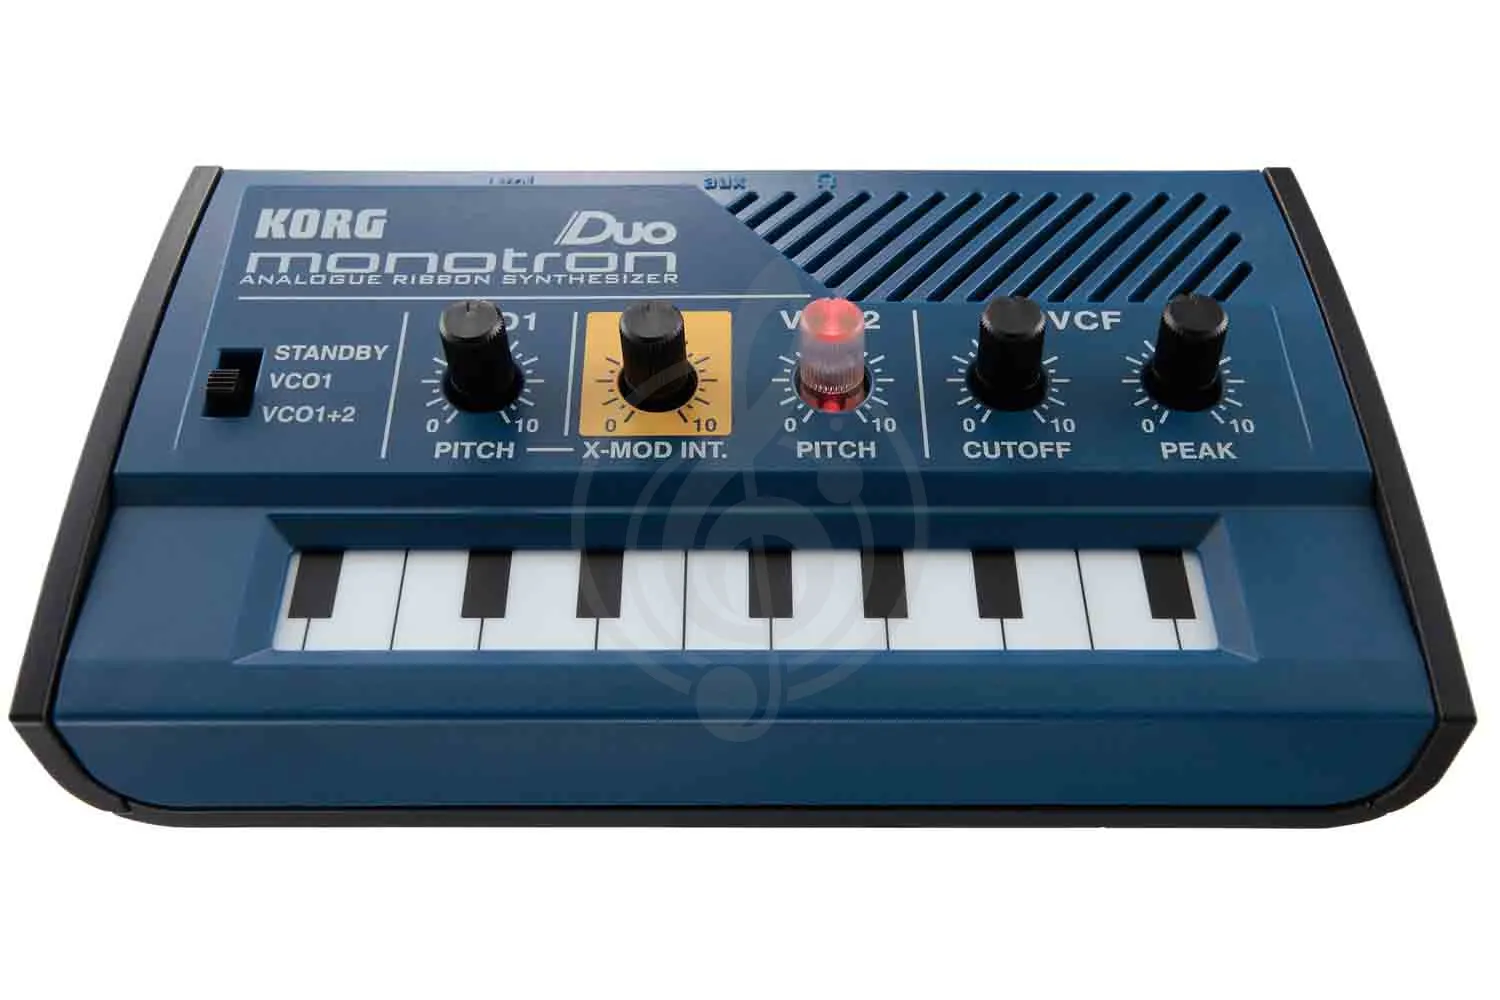 aux
KORG
Duo
monotron
ANALOGUE RIBBON SYNTHESIZER
VCF
STANDBY
VCO1
VCO1+2
0 10
0 10
0 10
0 10
0 10
PITCH
X-MOD INT.
PITCH
CUTOFF
PEAK